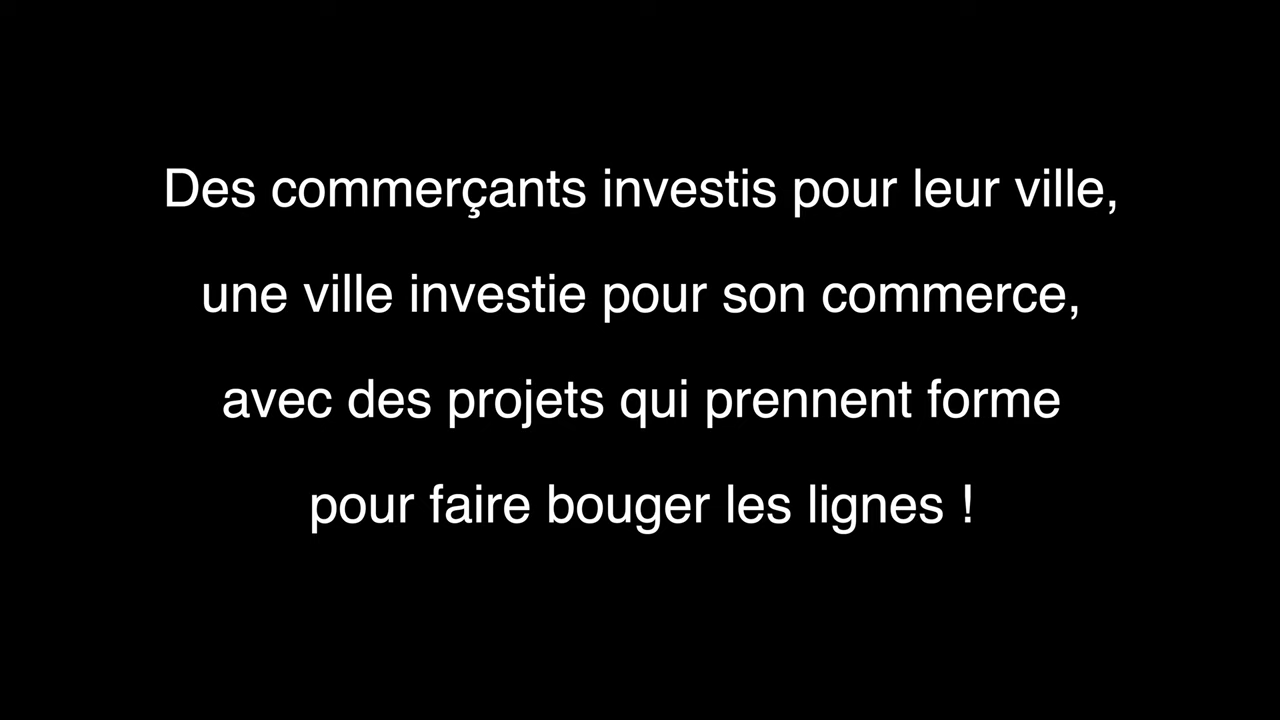 Des commerçants investis pour leur ville,
une ville investie pour son commerce,
avec des projets qui prennent forme
pour faire bouger les lignes !